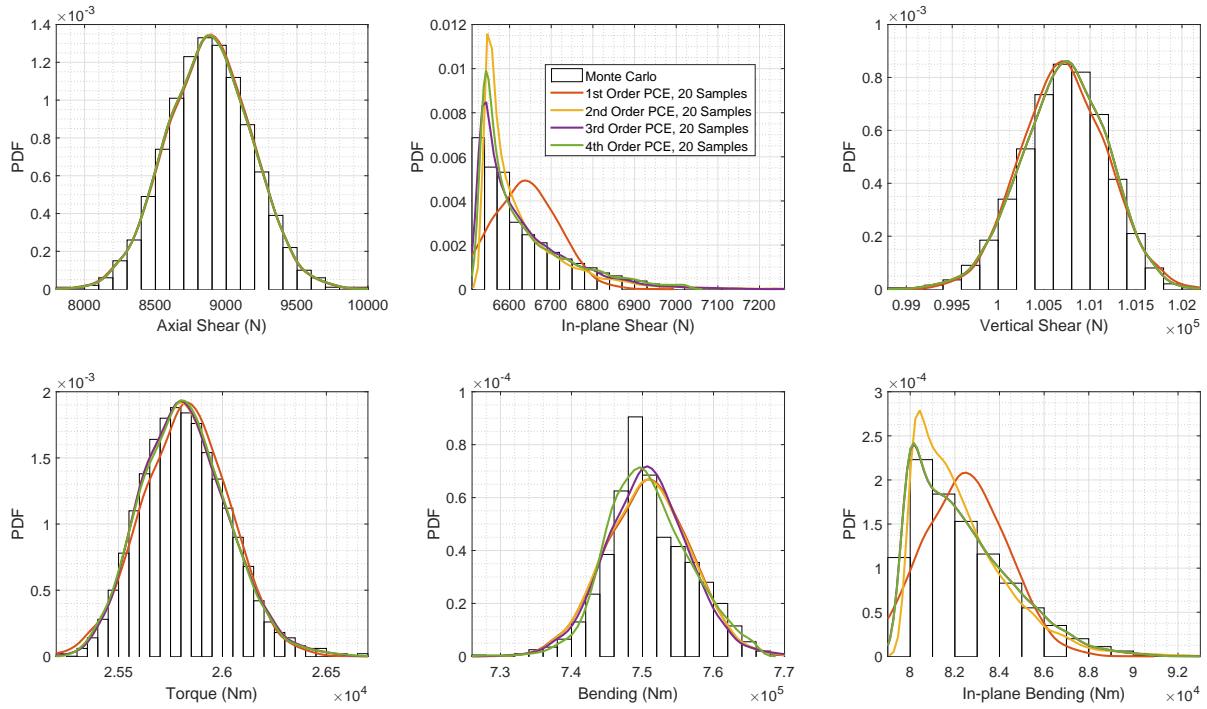 ×10⁻³
1.4
1.2
1
0.8
0.6
0.4
0.2
0
PDF
8000 8500 9000 9500 10000
Axial Shear (N)
0.012
0.01
0.008
0.006
0.004
0.002
0
PDF
Monte Carlo
1st Order PCE, 20 Samples
2nd Order PCE, 20 Samples
3rd Order PCE, 20 Samples
4th Order PCE, 20 Samples
6600 6700 6800 6900 7000 7100 7200
In-plane Shear (N)
×10⁻³
1
0.8
0.6
0.4
0.2
0
PDF
0.99 0.995 1 1.005 1.01 1.015 1.02
Vertical Shear (N)
×10⁵
×10⁻³
2
1.5
1
0.5
0
PDF
2.55 2.6 2.65
Torque (Nm)
×10⁴
×10⁻⁴
1
0.8
0.6
0.4
0.2
0
PDF
7.3 7.4 7.5 7.6 7.7
Bending (Nm)
×10⁵
×10⁻⁴
3
2.5
2
1.5
1
0.5
0
PDF
8 8.2 8.4 8.6 8.8 9 9.2
In-plane Bending (Nm)
×10⁴